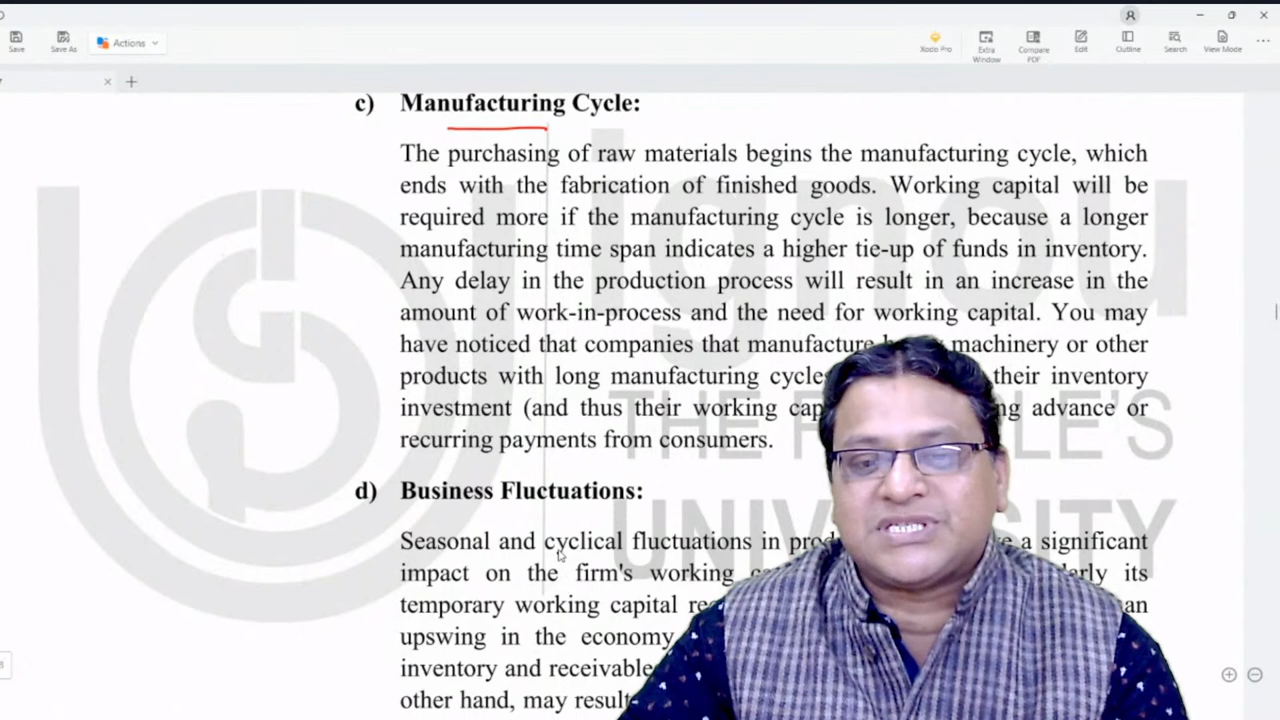 Save
Save As
Actions
Xodo Pro
Extra Window
Compare PDF
Edit
Outline
Search
View Mode
c) Manufacturing Cycle:
The purchasing of raw materials begins the manufacturing cycle, which
ends with the fabrication of finished goods. Working capital will be
required more if the manufacturing cycle is longer, because a longer
manufacturing time span indicates a higher tie-up of funds in inventory.
Any delay in the production process will result in an increase in the
amount of work-in-process and the need for working capital. You may
have noticed that companies that manufacture machinery or other
products with long manufacturing cycles their inventory
investment (and thus their working advance or
recurring payments from consumers.
d) Business Fluctuations:
Seasonal and cyclical fluctuations in a significant
impact on the firm's working its
temporary working capital an
upswing in the economy
inventory and
other hand, may
ignou
THE PEOPLE'S
UNIVERSITY